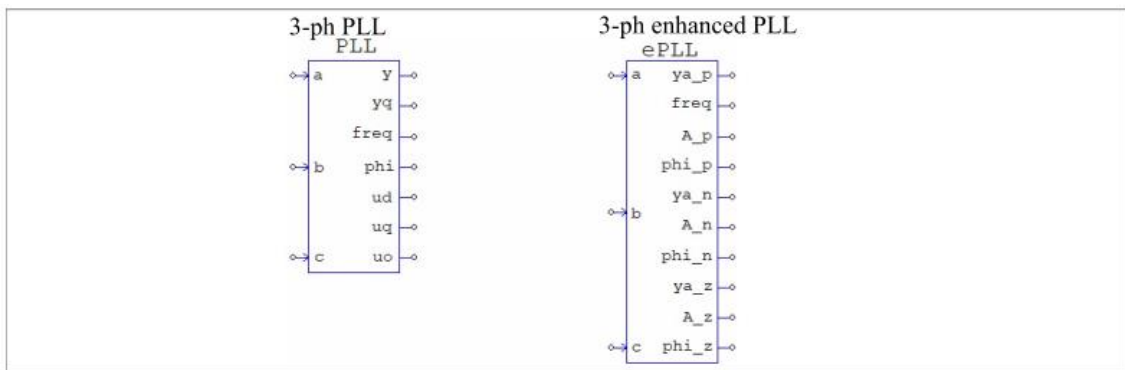 3-ph PLL
PLL
a y
yq
freq
b phi
ud
uq
c uo
3-ph enhanced PLL
ePLL
a ya_p
freq
A_p
phi_p
ya_n
b
A_n
phi_n
ya_z
A_z
c phi_z